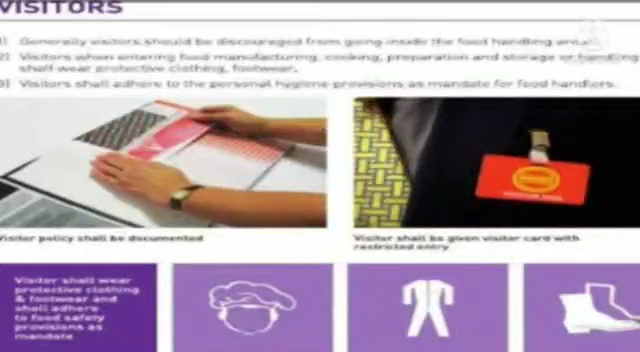 VISITORS
1) Generally visitors should be discouraged from going inside the food handling area.
2) Visitors when entering food manufacturing, cooking, preparation and storage or handling
shall wear protective clothing, footwear,
3) Visitors shall adhere to the personal hygiene provisions as mandate for food handlers.
Visitor policy shall be documented
Visitor shall be given visitor card with
restricted entry
Visitor shall wear
protective clothing
& footwear and
shall adhere
to food safety
provisions as
mandate